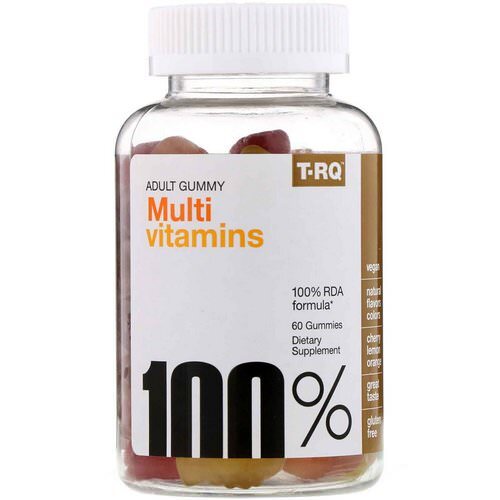 T-RQ™
ADULT GUMMY
Multi
vitamins
100% RDA
formula*
60 Gummies
Dietary
Supplement
100%
vegan
natural
flavors
colors
cherry
lemon
orange
great
taste
gluten
free